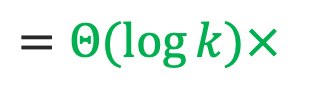 = Θ(log k)×